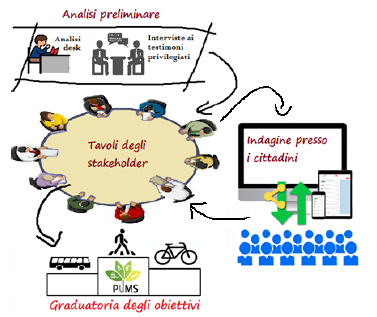 Analisi preliminare
Analisi
desk
Interviste ai
testimoni
privilegiati
Tavoli degli
stakeholder
Indagine presso
i cittadini
PUMS
Graduatoria degli obiettivi